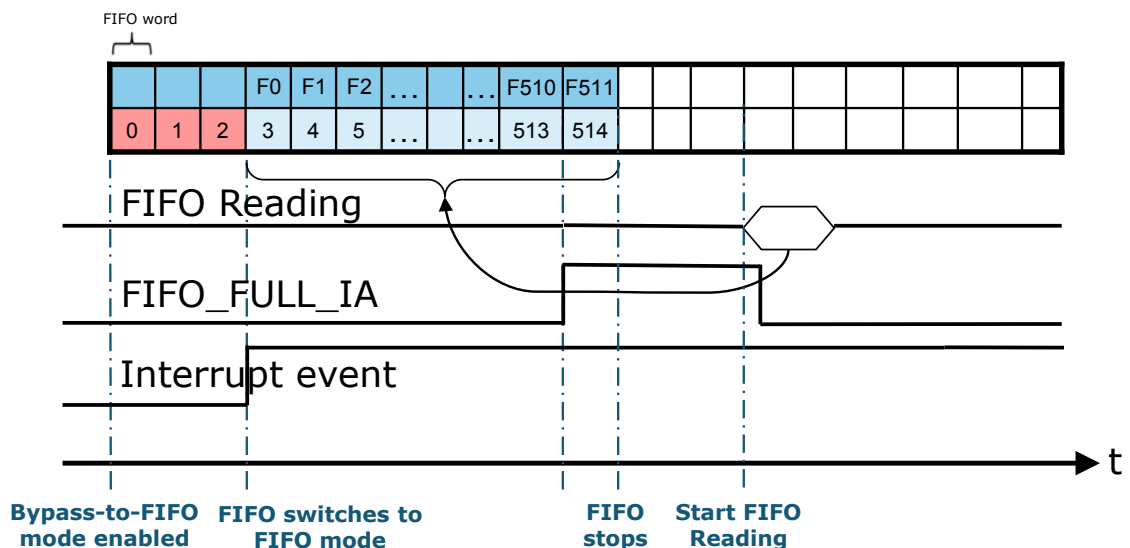 FIFO word
F0 F1 F2 ... ... F510 F511
0 1 2 3 4 5 ... ... 513 514
FIFO Reading
FIFO_FULL_IA
Interrupt event
t
Bypass-to-FIFO
mode enabled
FIFO switches to
FIFO mode
FIFO
stops
Start FIFO
Reading